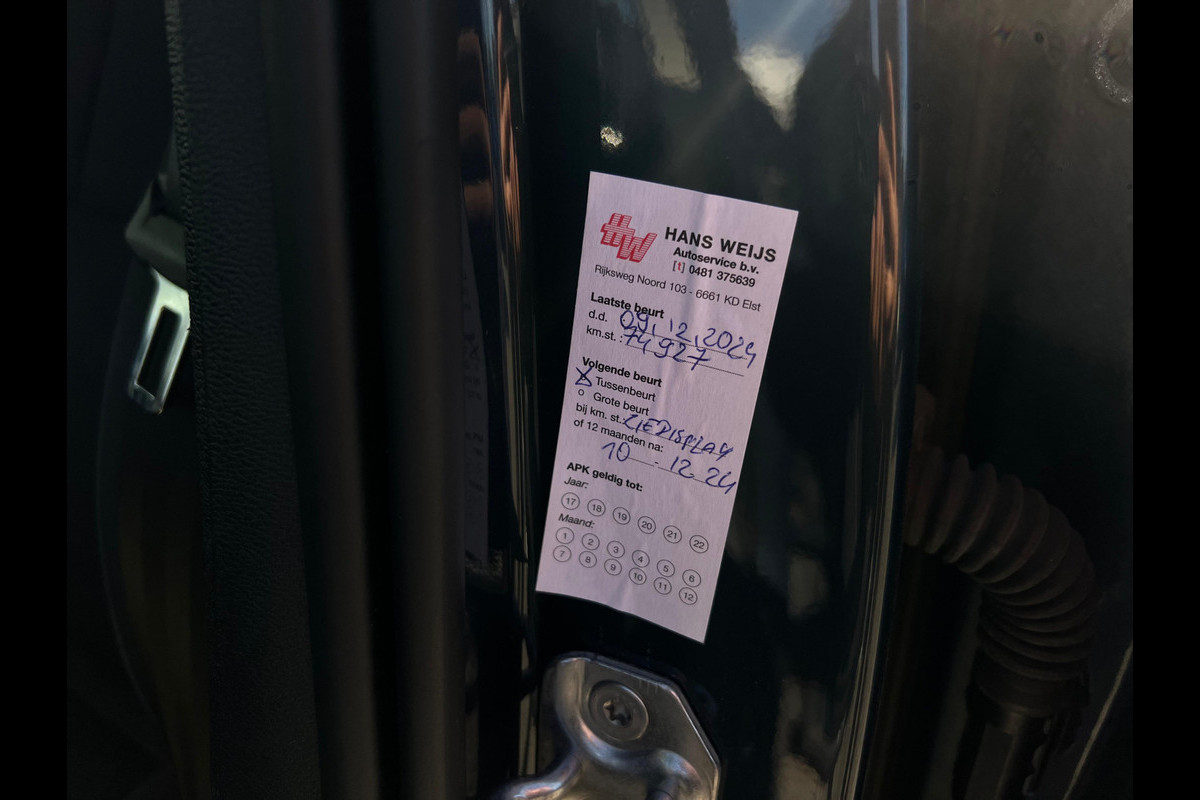 HW
HANS WEIJS
Autoservice b.v.
[t] 0481 375639
Rijksweg Noord 103 - 6661 KD Elst
Laatste beurt
d.d. 09.12.2024
km.st.: 74927
Volgende beurt
X Tussenbeurt
o Grote beurt
bij km. st.: ZIE DISPLAY
of 12 maanden na:
10 - 12 24
APK geldig tot:
Jaar:
17 18 19 20 21 22
Maand:
1 2 3 4 5 6
7 8 9 10 11 12